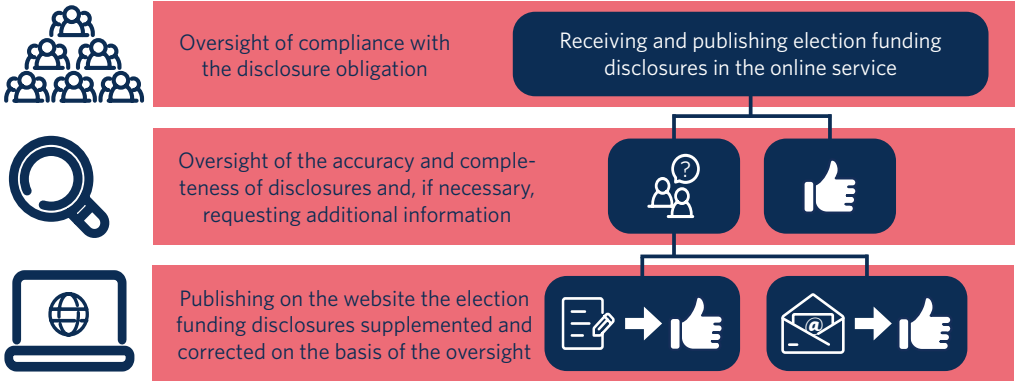 Oversight of compliance with
the disclosure obligation
Receiving and publishing election funding
disclosures in the online service
Oversight of the accuracy and comple-
teness of disclosures and, if necessary,
requesting additional information
?
Publishing on the website the election
funding disclosures supplemented and
corrected on the basis of the oversight
@